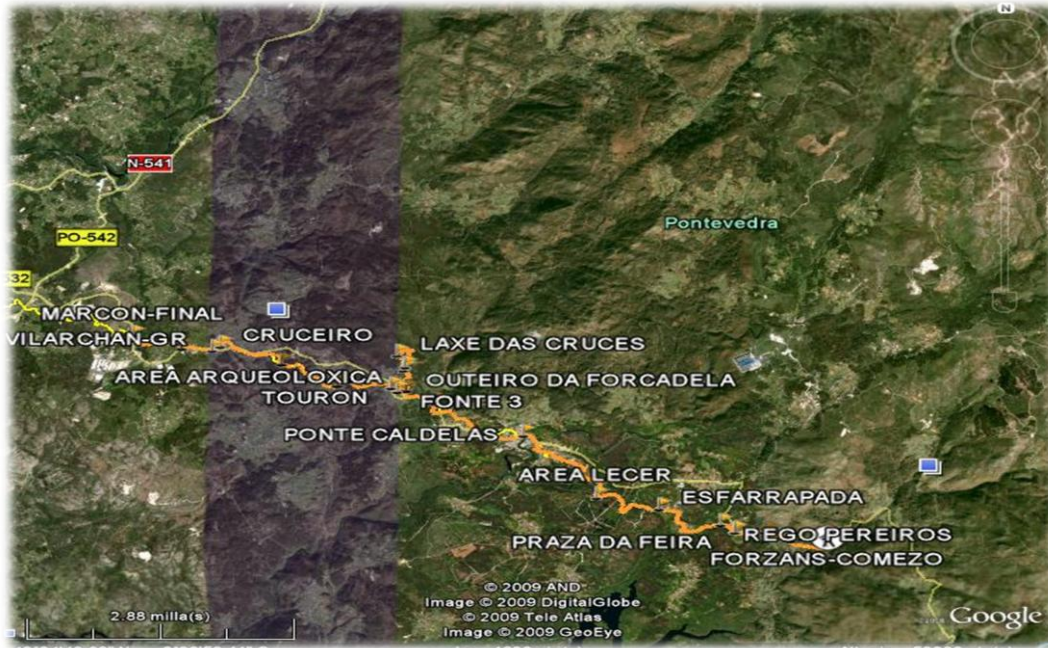 N
N-541
Pontevedra
PO-542
532
MARCON-FINAL
VILARCHAN-GR
CRUCEIRO
LAXE DAS CRUCES
AREA ARQUEOLOXICA
OUTEIRO DA FORCADELA
TOURON
FONTE 3
PONTE CALDELAS
AREA LECER
ESFARRAPADA
PRAZA DA FEIRA
REGO PEREIROS
FORZANS-COMEZO
© 2009 AND
Image © 2009 DigitalGlobe
© 2009 Tele Atlas
Image © 2009 GeoEye
2.88 milla(s)
Google